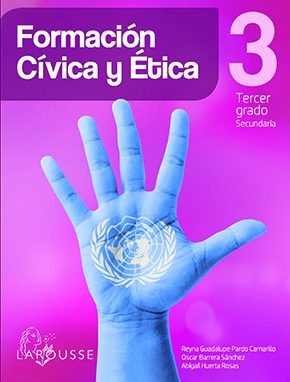 Formación
Cívica y Ética
3
Tercer
grado
Secundaria
Reyna Guadalupe Pardo Camarillo
Oscar Barrera Sánchez
Abigail Huerta Rosas
LAROUSSE